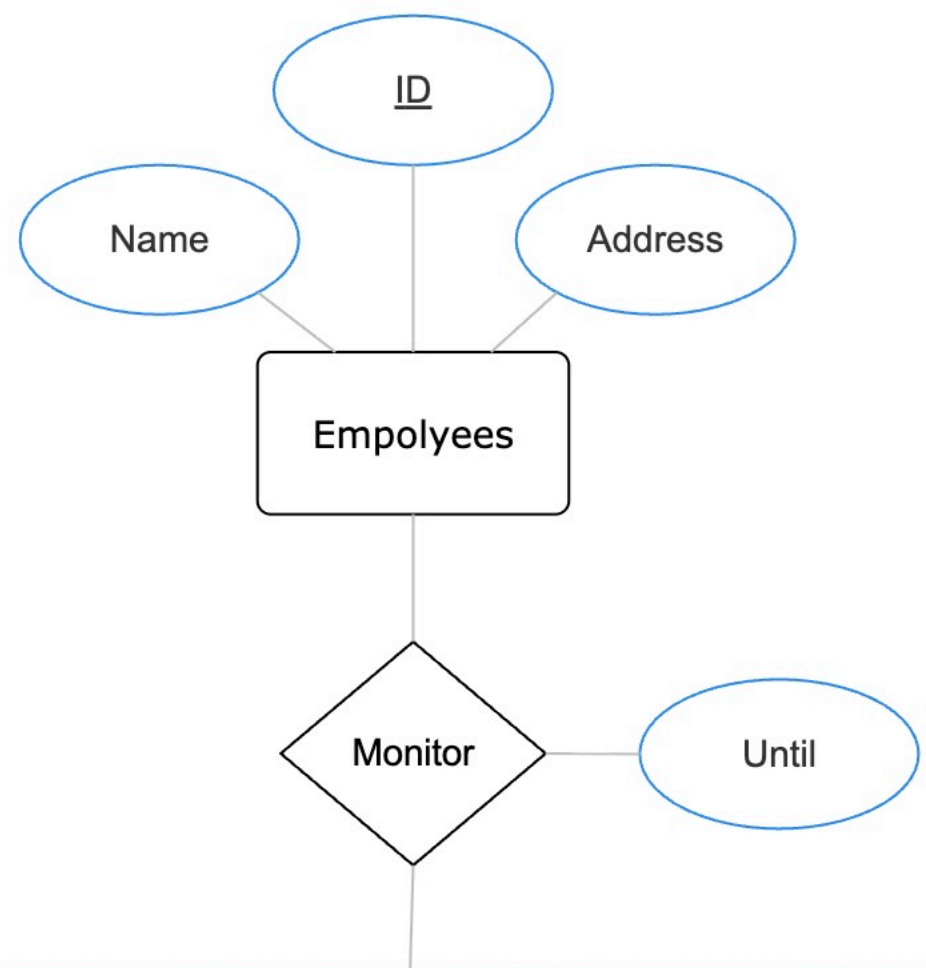 ID
Name
Address
Empolyees
Monitor
Until